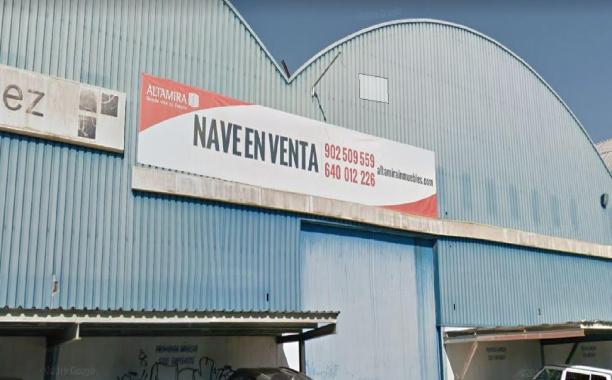 ez
ALTAMIRA
NAVE EN VENTA
902 509 559
640 012 226
altamirainmuebles.com